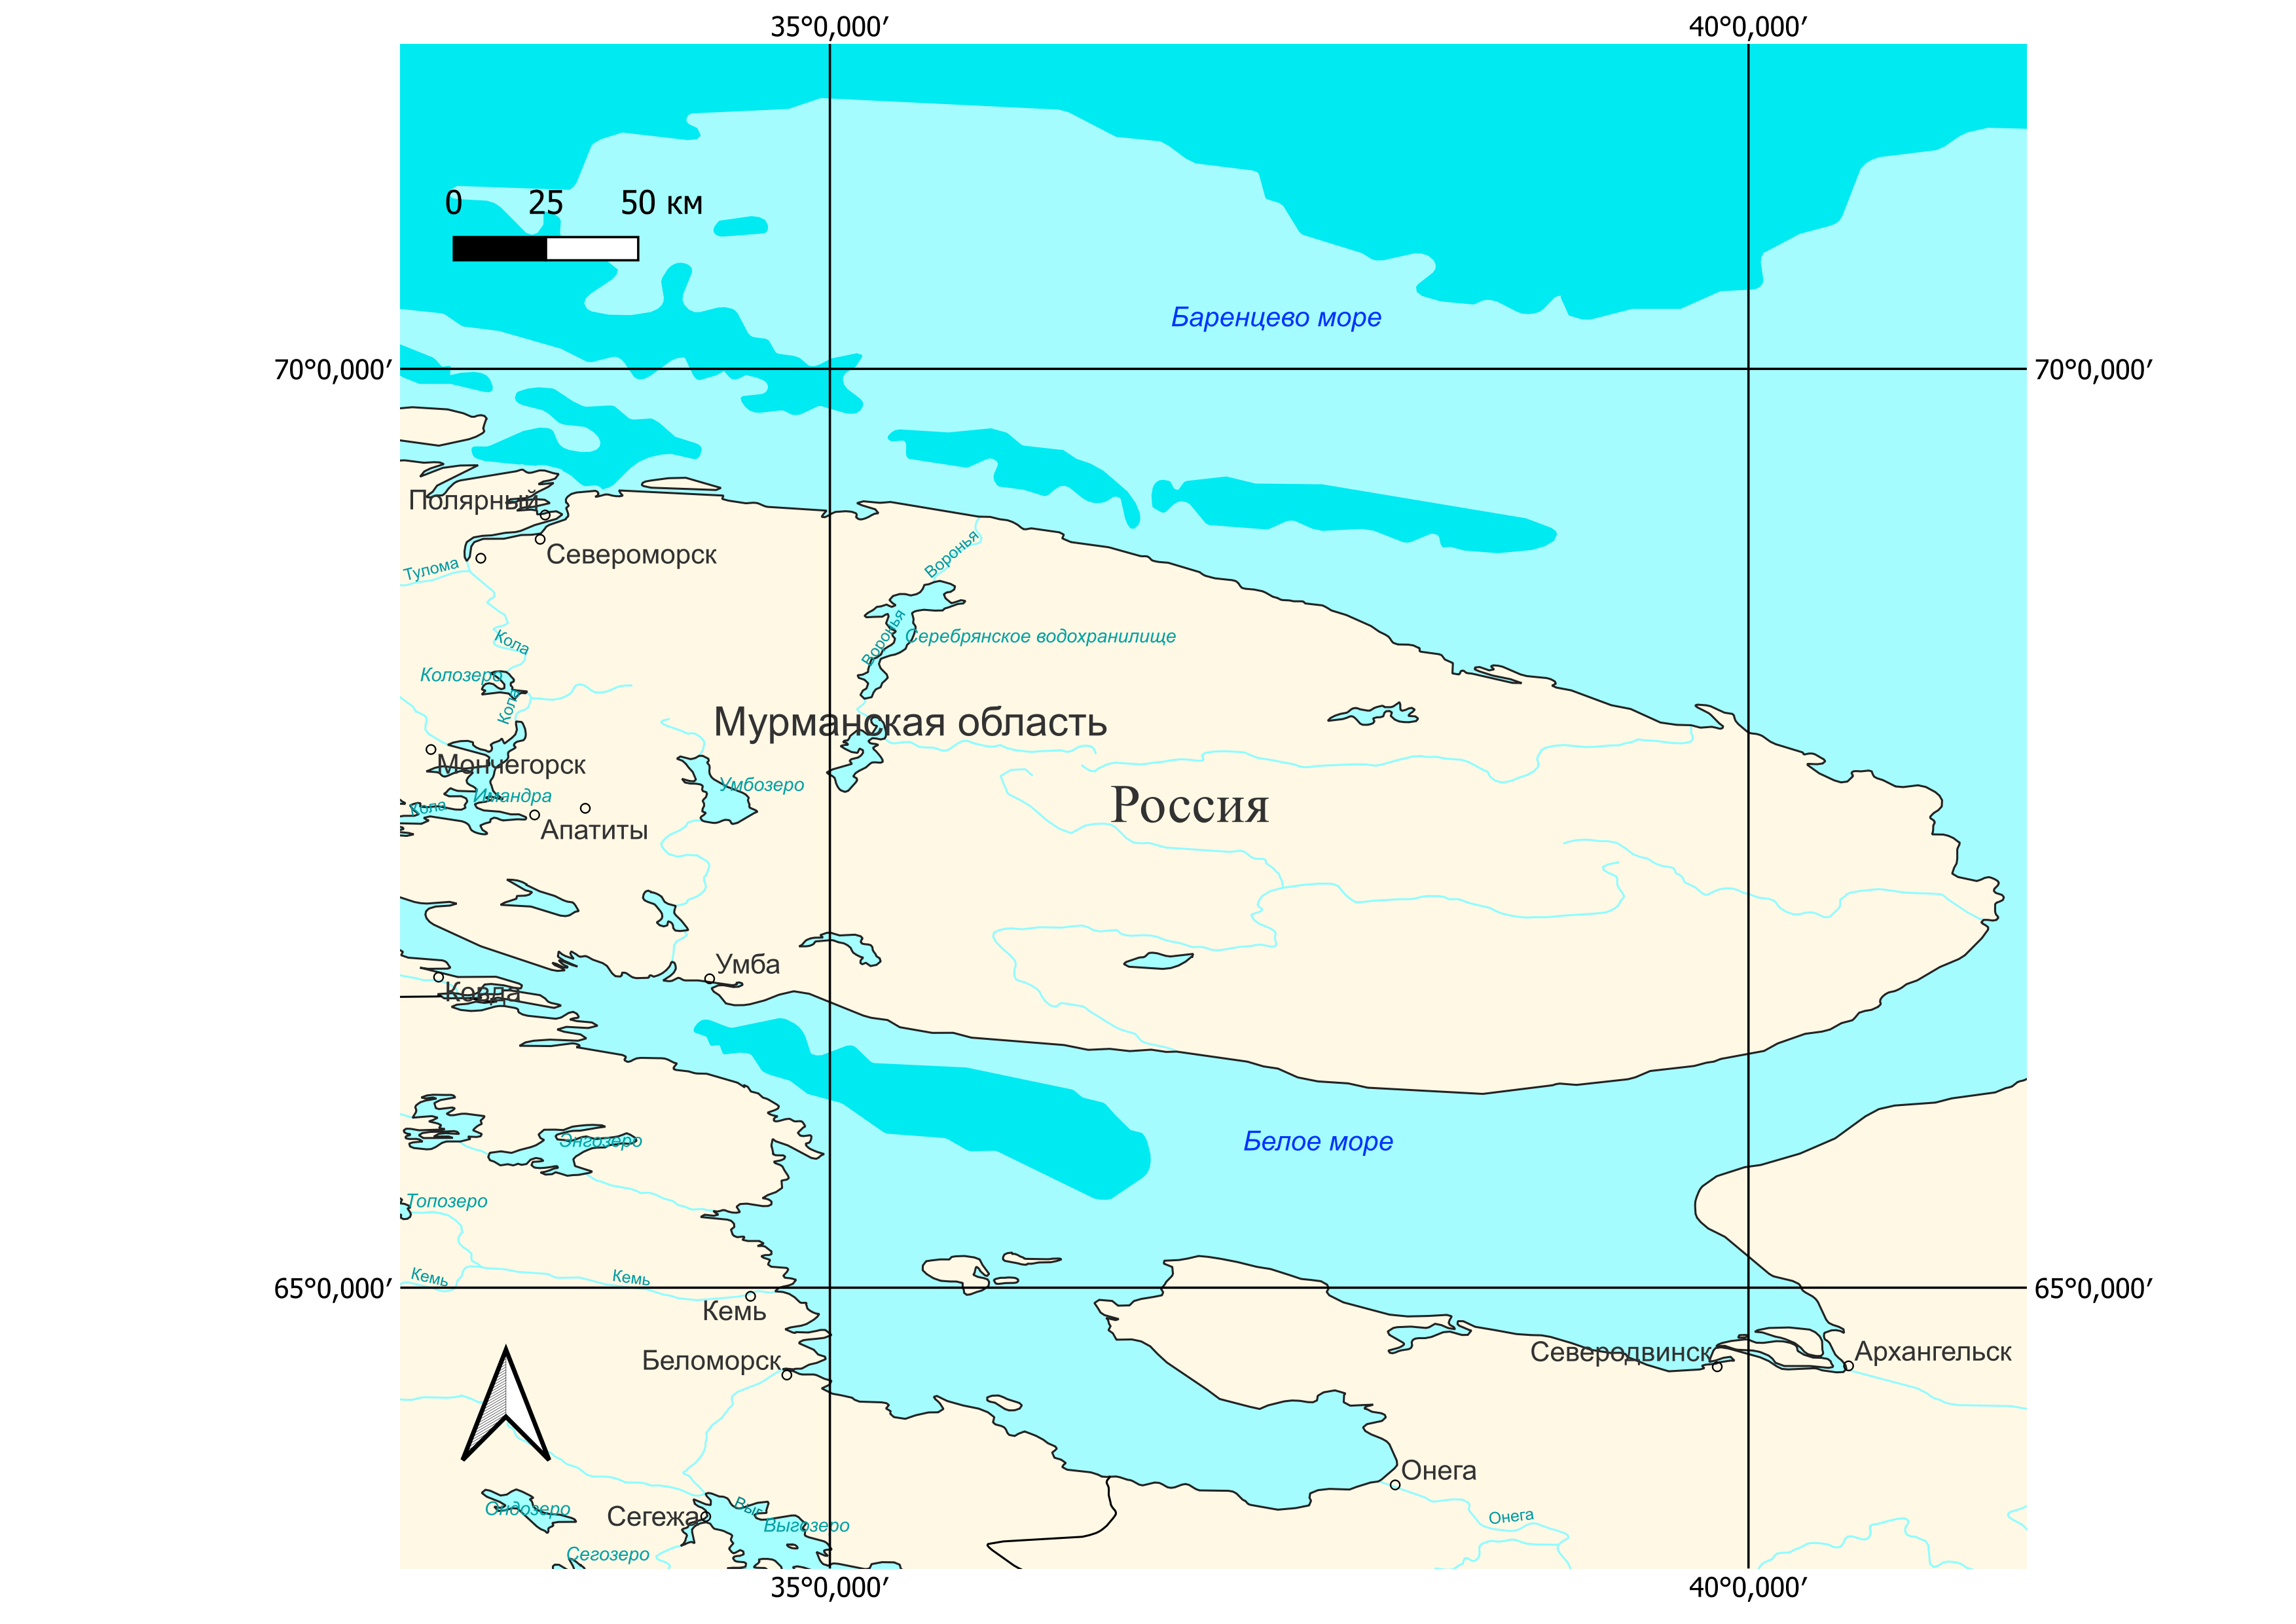 35°0,000′ 40°0,000′
0 25 50 км
Баренцево море
70°0,000′ 70°0,000′
Полярный
Североморск
Воронья
Тулома
Воронья
Серебрянское водохранилище
Кола
Колозеро
Кола
Мурманская область
Мончегорск
Умбозеро
Имандра
Кола
Россия
Апатиты
Умба
Ковда
Энгозеро
Белое море
Топозеро
Кемь Кемь
65°0,000′ 65°0,000′
Кемь
Беломорск
Северодвинск
Архангельск
Онега
Ондозеро
Выг
Сегежа
Выгозеро
Онега
Сегозеро
35°0,000′ 40°0,000′